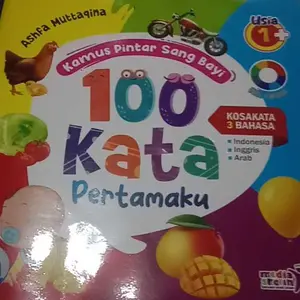 Ashfa Muttaqina
Kamus Pintar Sang Bayi
100
Kata
Pertamaku
Usia
1+
KOSAKATA
3 BAHASA
Indonesia
Inggris
Arab